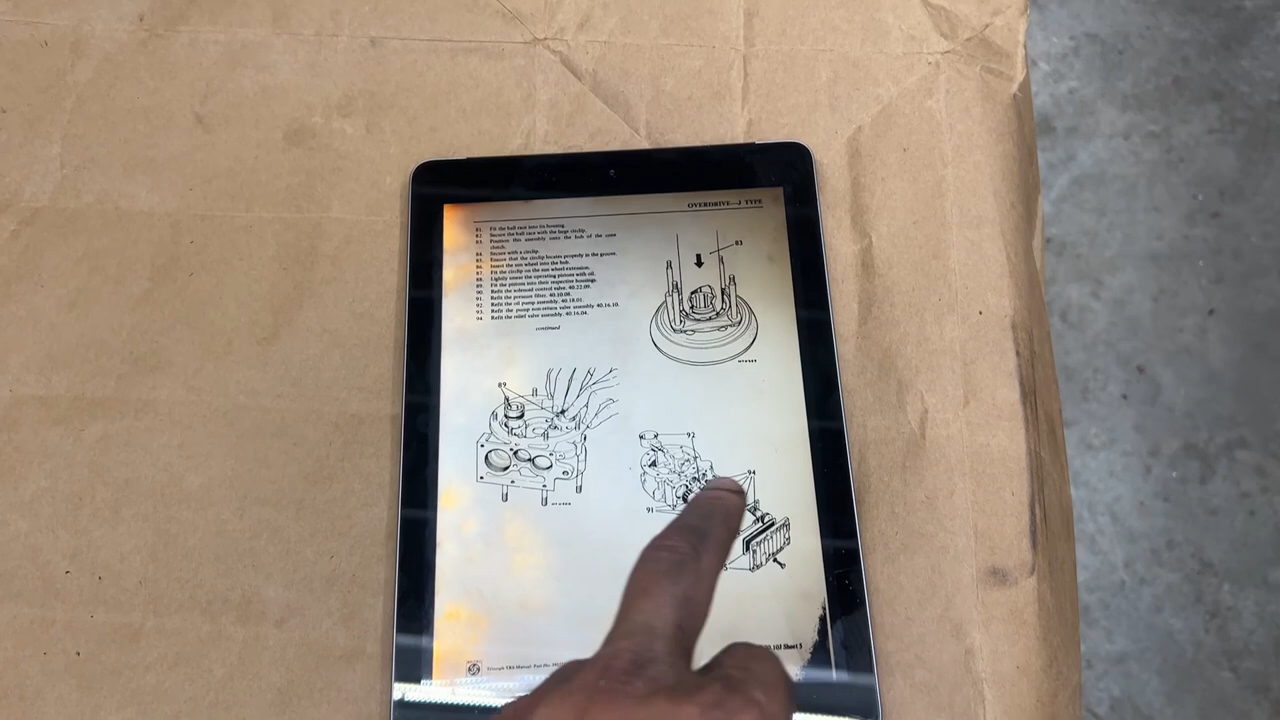 OVERDRIVE—J TYPE
81. Fit the ball race into its housing.
82. Secure the ball race with the large circlip.
83. Position this assembly onto the hub of the cone
clutch.
84. Secure with a circlip.
85. Ensure that the circlip locates properly in the groove.
86. Insert the sun wheel into the hub.
87. Fit the circlip on the sun wheel extension.
88. Lightly smear the operating pistons with oil.
89. Fit the pistons into their respective housings.
90. Refit the solenoid control valve. 40.22.09.
91. Refit the pressure filter. 40.10.08.
92. Refit the oil pump assembly. 40.18.01.
93. Refit the pump non-return valve assembly 40.16.10.
94. Refit the relief valve assembly. 40.16.04.
continued
83
89
92
94
91
Sheet 5
Triumph TR6 Manual. Part No.